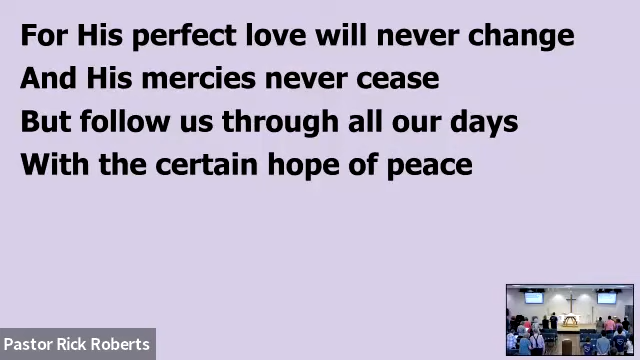 For His perfect love will never change
And His mercies never cease
But follow us through all our days
With the certain hope of peace
Pastor Rick Roberts